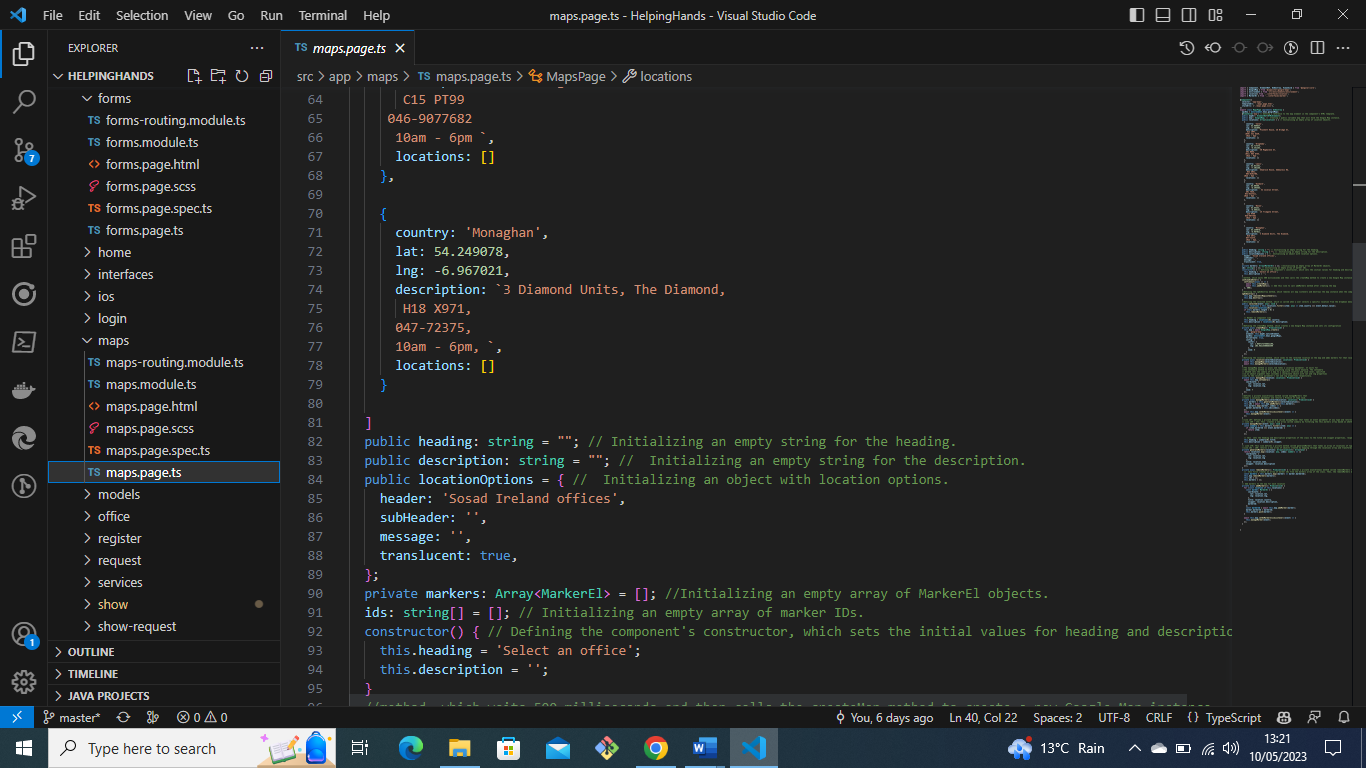 File Edit Selection View Go Run Terminal Help
maps.page.ts - HelpingHands - Visual Studio Code
EXPLORER
HELPINGHANDS
forms
TS forms-routing.module.ts
TS forms.module.ts
<> forms.page.html
forms.page.scss
TS forms.page.spec.ts
TS forms.page.ts
home
interfaces
ios
login
maps
TS maps-routing.module.ts
TS maps.module.ts
<> maps.page.html
maps.page.scss
TS maps.page.spec.ts
TS maps.page.ts
models
office
register
request
services
show
show-request
OUTLINE
TIMELINE
JAVA PROJECTS
7
1
TS maps.page.ts
src > app > maps > TS maps.page.ts > MapsPage > locations
64 C15 PT99
65 046-9077682
66 10am - 6pm `,
67 locations: []
68 },
69
70 {
71 country: 'Monaghan',
72 lat: 54.249078,
73 lng: -6.967021,
74 description: `3 Diamond Units, The Diamond,
75 H18 X971,
76 047-72375,
77 10am - 6pm, `,
78 locations: []
79 }
80
81 ]
82 public heading: string = ""; // Initializing an empty string for the heading.
83 public description: string = ""; //  Initializing an empty string for the description.
84 public locationOptions = { //  Initializing an object with location options.
85 header: 'Sosad Ireland offices',
86 subHeader: '',
87 message: '',
88 translucent: true,
89 };
90 private markers: Array<MarkerEl> = []; //Initializing an empty array of MarkerEl objects.
91 ids: string[] = []; // Initializing an empty array of marker IDs.
92 constructor() { // Defining the component's constructor, which sets the initial values for heading and descriptio
93 this.heading = 'Select an office';
94 this.description = '';
95 }
master* 0 0
You, 6 days ago Ln 40, Col 22 Spaces: 2 UTF-8 CRLF {} TypeScript
Type here to search
13°C Rain
13:21
10/05/2023